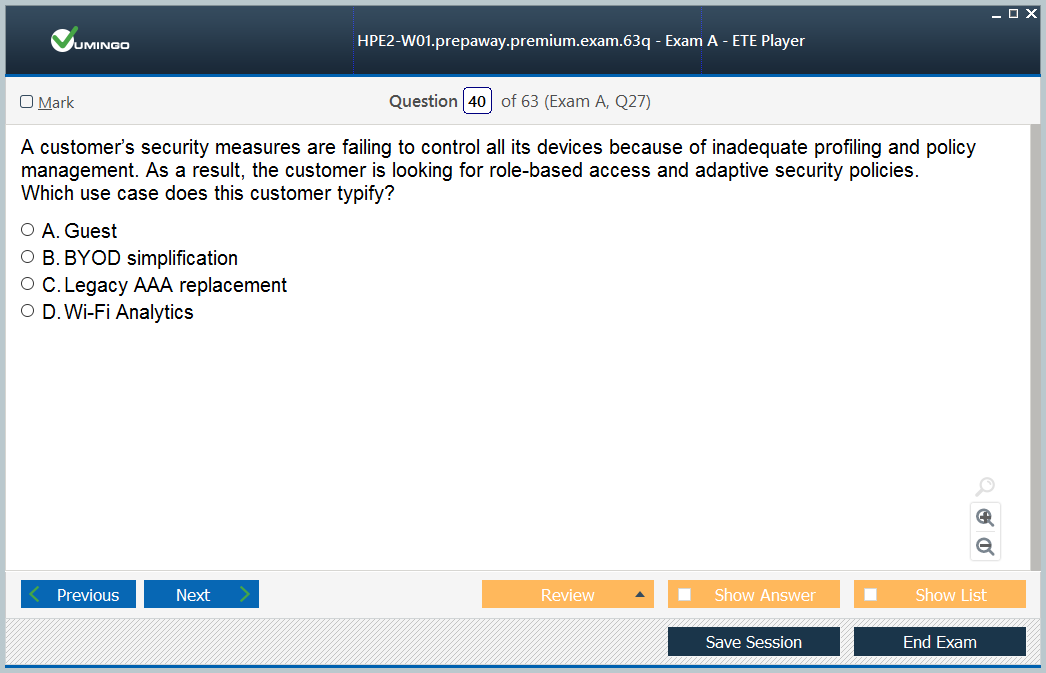 VUMINGO
HPE2-W01.prepaway.premium.exam.63q - Exam A - ETE Player
Mark
Question 40 of 63 (Exam A, Q27)
A customer's security measures are failing to control all its devices because of inadequate profiling and policy
management. As a result, the customer is looking for role-based access and adaptive security policies.
Which use case does this customer typify?
A. Guest
B. BYOD simplification
C. Legacy AAA replacement
D. Wi-Fi Analytics
Previous
Next
Review
Show Answer
Show List
Save Session
End Exam